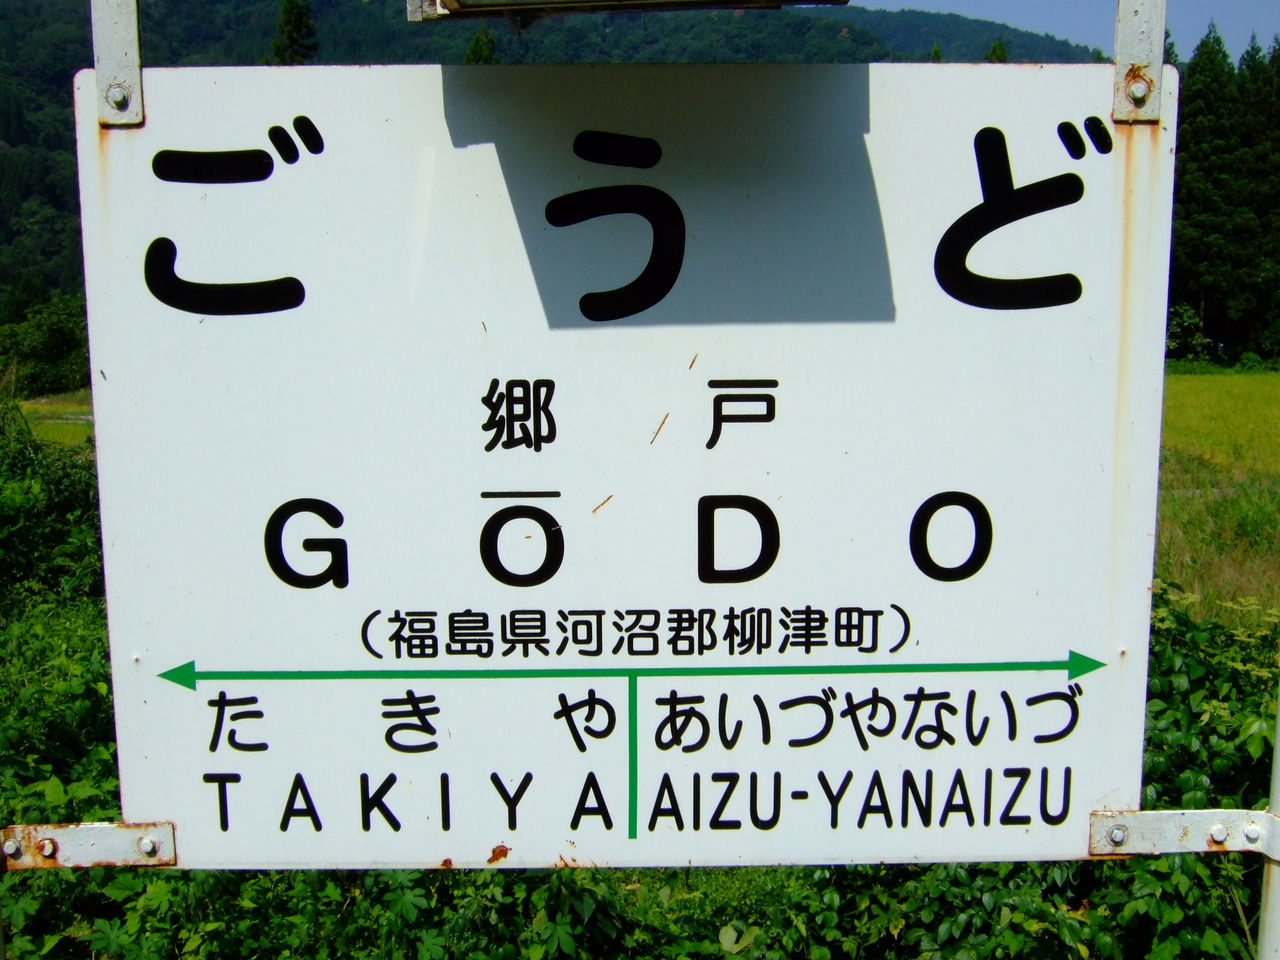 ごうど
郷戸
GŌDO
(福島県河沼郡柳津町)
たきや あいづやないづ
TAKIYA AIZU-YANAIZU